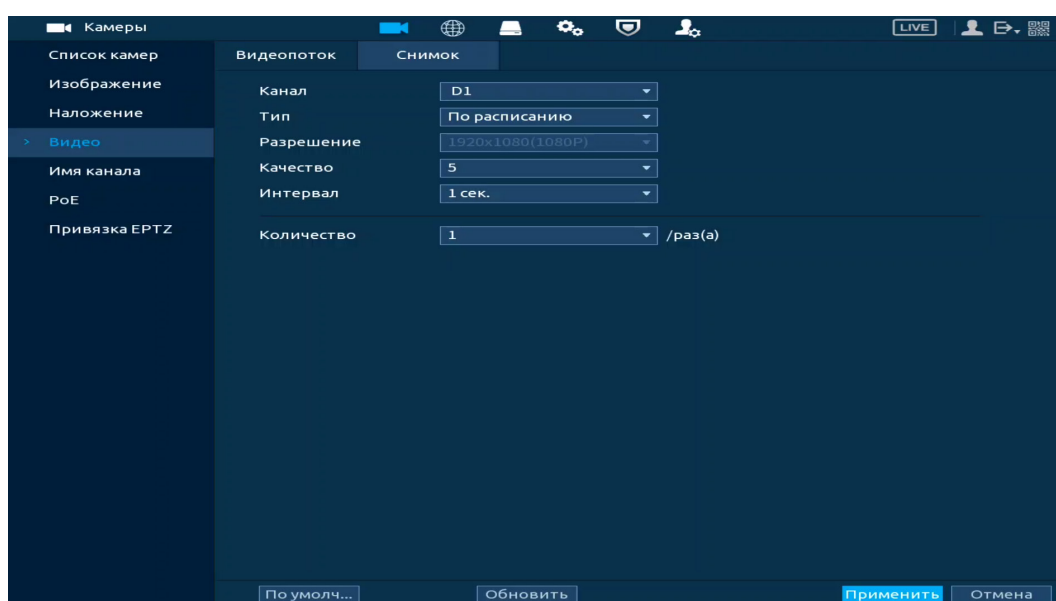 Камеры
LIVE
Список камер
Видеопоток
Снимок
Изображение
Канал
D1
Наложение
Тип
По расписанию
> Видео
Разрешение
1920x1080(1080P)
Имя канала
Качество
5
PoE
Интервал
1 сек.
Привязка EPTZ
Количество
1
/раз(а)
По умолч...
Обновить
Применить
Отмена